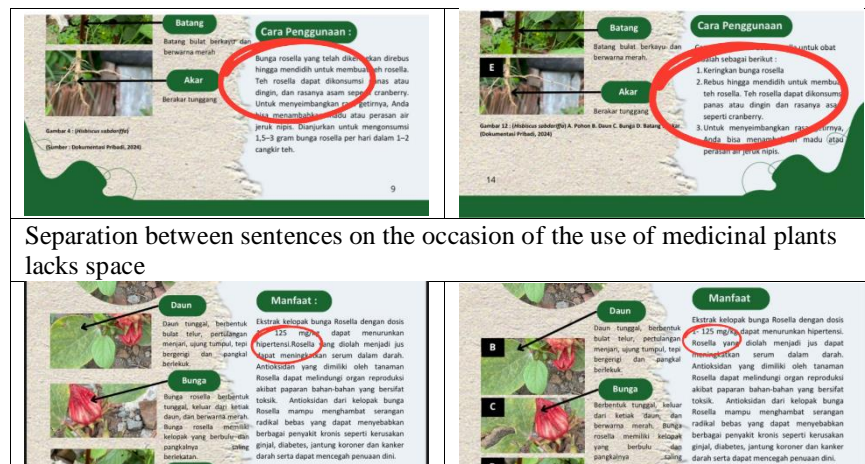 Batang
Batang bulat berkayu dan
berwarna merah.
Akar
Berakar tunggang
Gambar 4 : (Hibiscus sabderiffa)
(Sumber : Dokumentasi Pribadi, 2024)
Cara Penggunaan :
Bunga rosella yang telah dikeringkan direbus
hingga mendidih untuk membuat teh rosella.
Teh rosella dapat dikonsumsi panas atau
dingin, dan rasanya asam seperti cranberry.
Untuk menyeimbangkan rasa getirnya, Anda
bisa menambahkan madu atau perasan air
jeruk nipis. Dianjurkan untuk mengonsumsi
1,5–3 gram bunga rosella per hari dalam 1–2
cangkir teh.
9
Batang
Batang bulat berkayu dan
berwarna merah.
E
Akar
Berakar tunggang
Gambar 12 : (Hibiscus sabderiffa) A. Pohon B. Daun C. Bunga D. Batang
(Dokumentasi Pribadi, 2024)
14
Cara Penggunaan
untuk obat
adalah sebagai berikut :
1. Keringkan bunga rosella
2. Rebus hingga mendidih untuk membuat
teh rosella. Teh rosella dapat dikonsumsi
panas atau dingin dan rasanya asam
seperti cranberry.
3. Untuk menyeimbangkan rasa getirnya,
Anda bisa menambahkan madu atau
perasan air jeruk nipis.
Separation between sentences on the occasion of the use of medicinal plants
lacks space
Daun
Daun tunggal, berbentuk
bulat telur, pertulangan
menjari, ujung tumpul, tepi
bergerigi dan pangkal
berlekuk.
Bunga
Bunga rosella berbentuk
tunggal, keluar dari ketiak
daun, dan berwarna merah.
Bunga rosella memiliki
kelopak yang berbulu dan
pangkalnya saling
berlekatan.
Manfaat :
Ekstrak kelopak bunga Rosella dengan dosis
1- 125 mg/kg dapat menurunkan
hipertensi.Rosella yang diolah menjadi jus
dapat meningkatkan serum dalam darah.
Antioksidan yang dimiliki oleh tanaman
Rosella dapat melindungi organ reproduksi
akibat paparan bahan-bahan yang bersifat
toksik. Antioksidan dari kelopak bunga
Rosella mampu menghambat serangan
radikal bebas yang dapat menyebabkan
berbagai penyakit kronis seperti kerusakan
ginjal, diabetes, jantung koroner dan kanker
darah serta dapat mencegah penuaan dini.
B
Daun
Daun tunggal, berbentuk
bulat telur, pertulangan
menjari, ujung tumpul, tepi
bergerigi dan pangkal
berlekuk.
C
Bunga
Berbentuk tunggal, keluar
dari ketiak daun, dan
berwarna merah. Bunga
rosella memiliki kelopak
yang berbulu dan
pangkalnya saling
Manfaat
Ekstrak kelopak bunga Rosella dengan dosis
1- 125 mg/kg dapat menurunkan hipertensi.
Rosella yang diolah menjadi jus dapat
meningkatkan serum dalam darah.
Antioksidan yang dimiliki oleh tanaman
Rosella dapat melindungi organ reproduksi
akibat paparan bahan-bahan yang bersifat
toksik. Antioksidan dari kelopak bunga
Rosella mampu menghambat serangan
radikal bebas yang dapat menyebabkan
berbagai penyakit kronis seperti kerusakan
ginjal, diabetes, jantung koroner dan kanker
darah serta dapat mencegah penuaan dini.